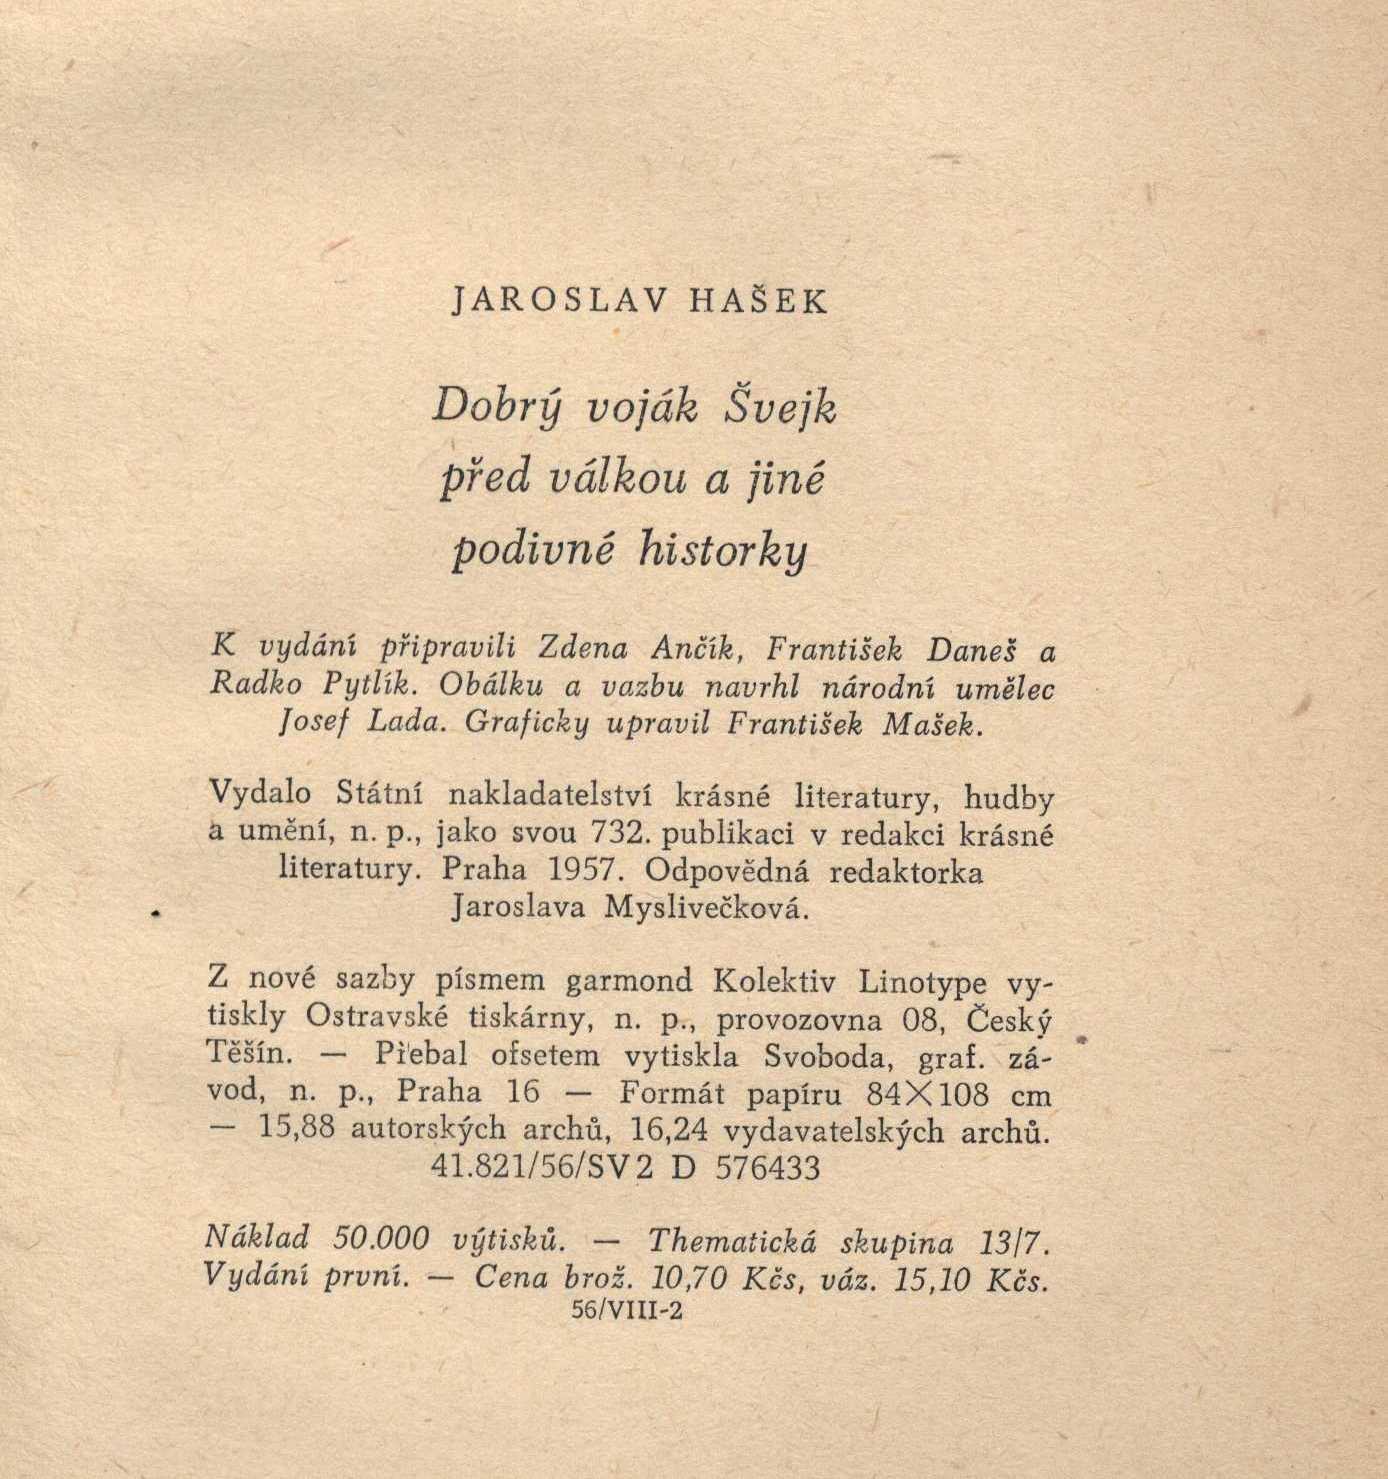 JAROSLAV HAŠEK
Dobrý voják Švejk
před válkou a jiné
podivné historky
K vydání připravili Zdena Ančík, František Daneš a
Radko Pytlík. Obálku a vazbu navrhl národní umělec
Josef Lada. Graficky upravil František Mašek.
Vydalo Státní nakladatelství krásné literatury, hudby
a umění, n. p., jako svou 732. publikaci v redakci krásné
literatury. Praha 1957. Odpovědná redaktorka
Jaroslava Myslivečková.
Z nové sazby písmem garmond Kolektiv Linotype vy-
tiskly Ostravské tiskárny, n. p., provozovna 08, Český
Těšín. — Přebal ofsetem vytiskla Svoboda, graf. zá-
vod, n. p., Praha 16 — Formát papíru 84×108 cm
— 15,88 autorských archů, 16,24 vydavatelských archů.
41.821/56/SV2 D 576433
Náklad 50.000 výtisků. — Thematická skupina 13/7.
Vydání první. — Cena brož. 10,70 Kčs, váz. 15,10 Kčs.
56/VIII-2